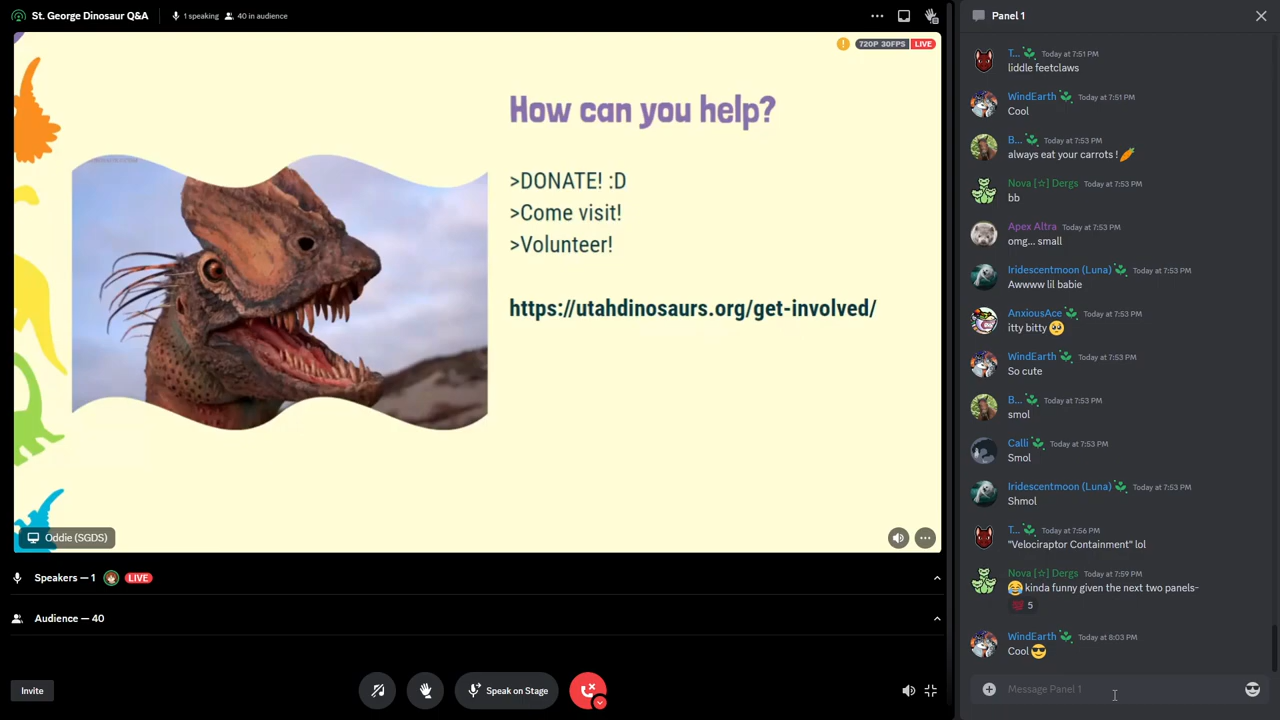 St. George Dinosaur Q&A
1 speaking
40 in audience
720P 30FPS
LIVE
How can you help?
>DONATE! :D
>Come visit!
>Volunteer!
https://utahdinosaurs.org/get-involved/
Oddie (SGDS)
Speakers — 1
LIVE
Audience — 40
Invite
Speak on Stage
Panel 1
T... Today at 7:51 PM
liddle feetclaws
WindEarth Today at 7:51 PM
Cool
B... Today at 7:53 PM
always eat your carrots ! 🥕
Nova [☆] Dergs Today at 7:53 PM
bb
Apex Altra Today at 7:53 PM
omg... small
Iridescentmoon (Luna) Today at 7:53 PM
Awwww lil babie
AnxiousAce Today at 7:53 PM
itty bitty 🥺
WindEarth Today at 7:53 PM
So cute
B... Today at 7:53 PM
smol
Calli Today at 7:53 PM
Smol
Iridescentmoon (Luna) Today at 7:53 PM
Shmol
T... Today at 7:56 PM
"Velociraptor Containment" lol
Nova [☆] Dergs Today at 7:59 PM
😂 kinda funny given the next two panels-
5
WindEarth Today at 8:03 PM
Cool 😎
Message Panel 1